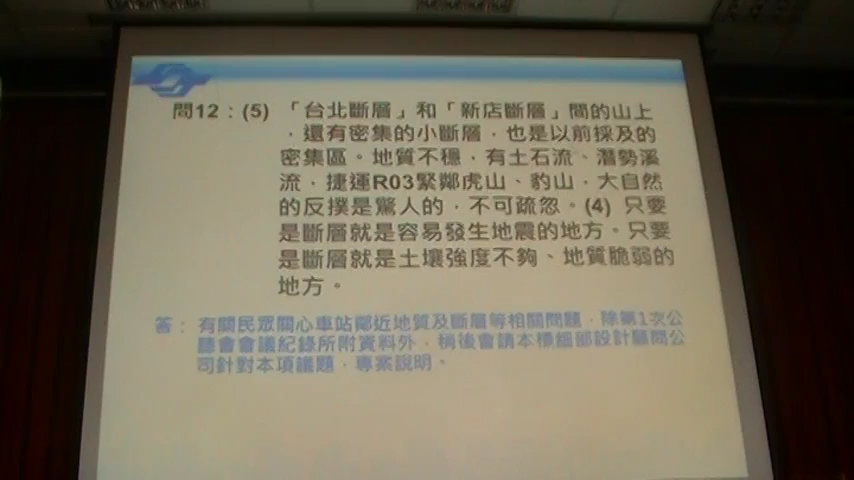 問12：(5) 「台北斷層」和「新店斷層」間的山上
，還有密集的小斷層，也是以前採及的
密集區。地質不穩，有土石流、潛勢溪
流，捷運R03緊鄰虎山、豹山，大自然
的反撲是驚人的，不可疏忽。(4) 只要
是斷層就是容易發生地震的地方。只要
是斷層就是土壤強度不夠、地質脆弱的
地方。
答： 有關民眾關心車站鄰近地質及斷層等相關問題，除第1次公
聽會會議紀錄所附資料外，稍後會請本標細部設計顧問公
司針對本項議題，專案說明。